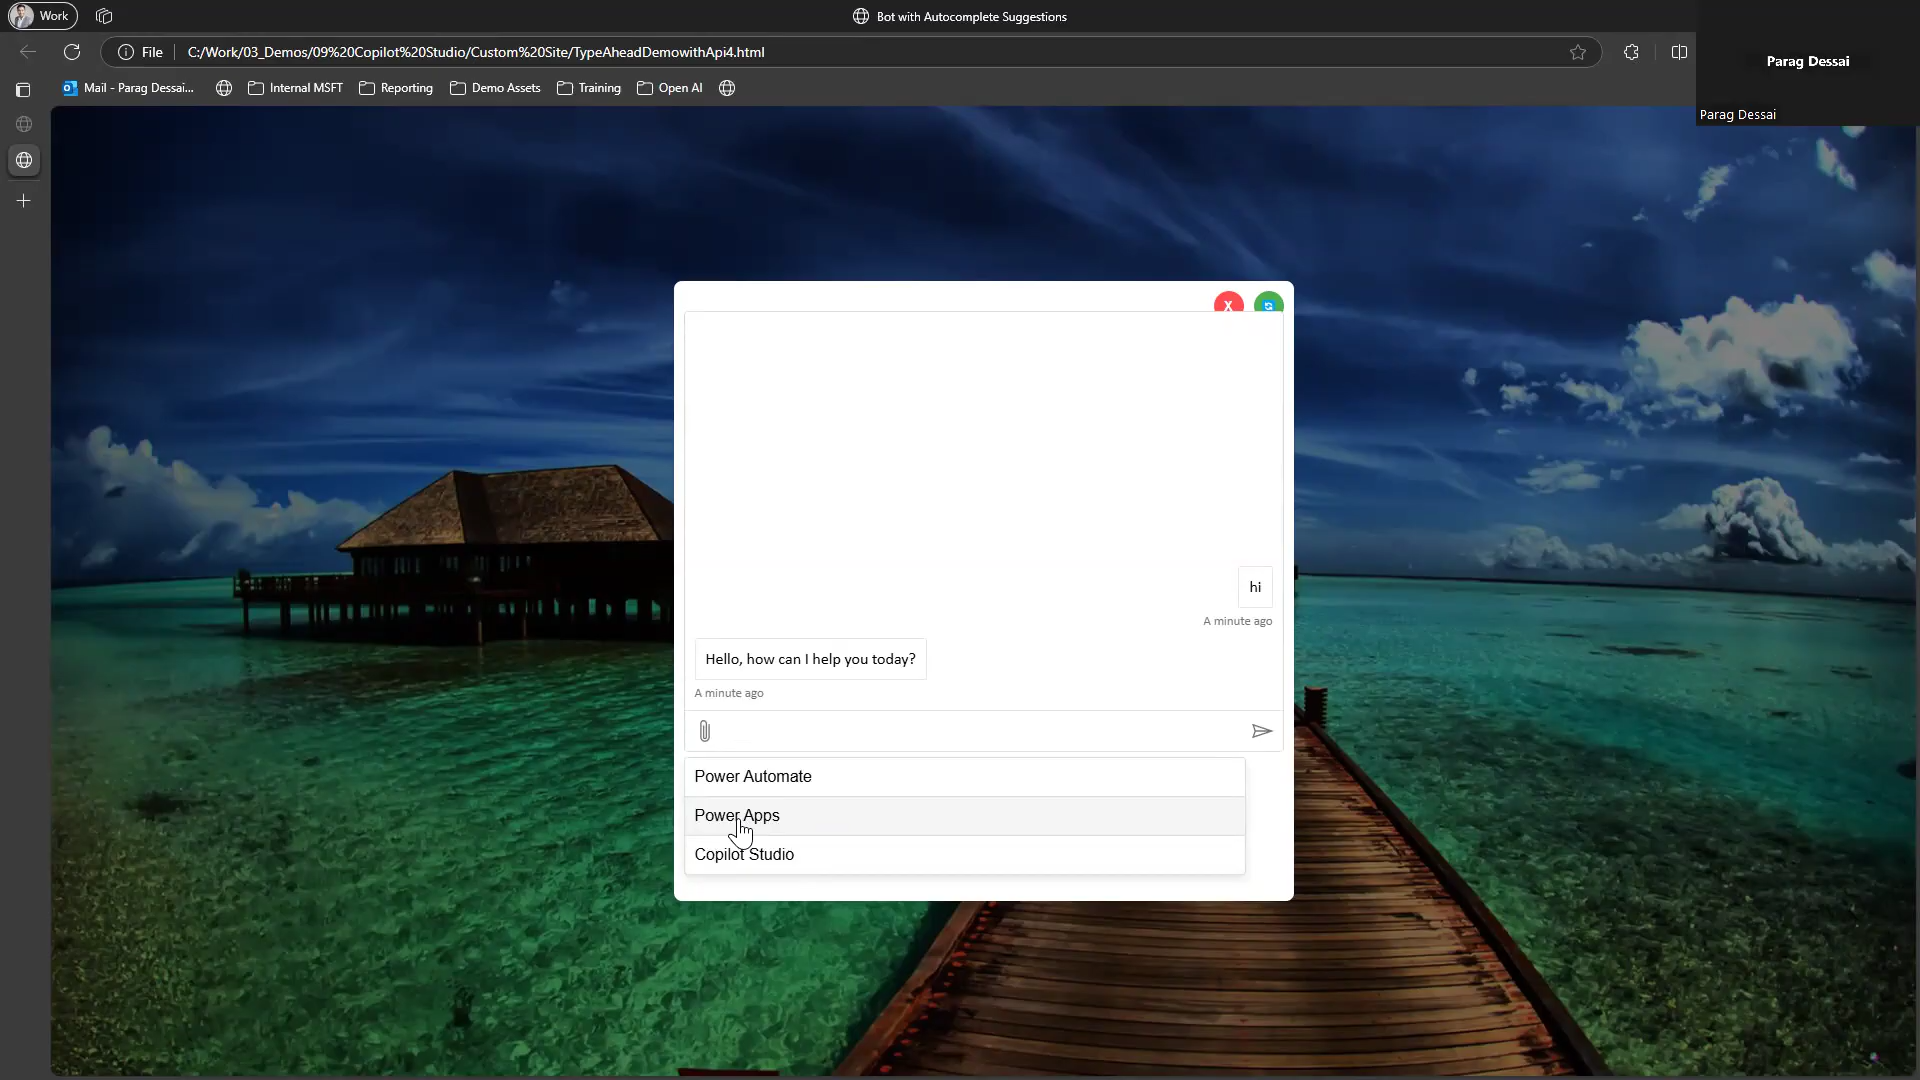 Work
Bot with Autocomplete Suggestions
File
C:/Work/03_Demos/09%20Copilot%20Studio/Custom%20Site/TypeAheadDemowithApi4.html
Parag Dessai
Mail - Parag Dessai...
Internal MSFT
Reporting
Demo Assets
Training
Open AI
Parag Dessai
X
hi
A minute ago
Hello, how can I help you today?
A minute ago
Power Automate
Power Apps
Copilot Studio